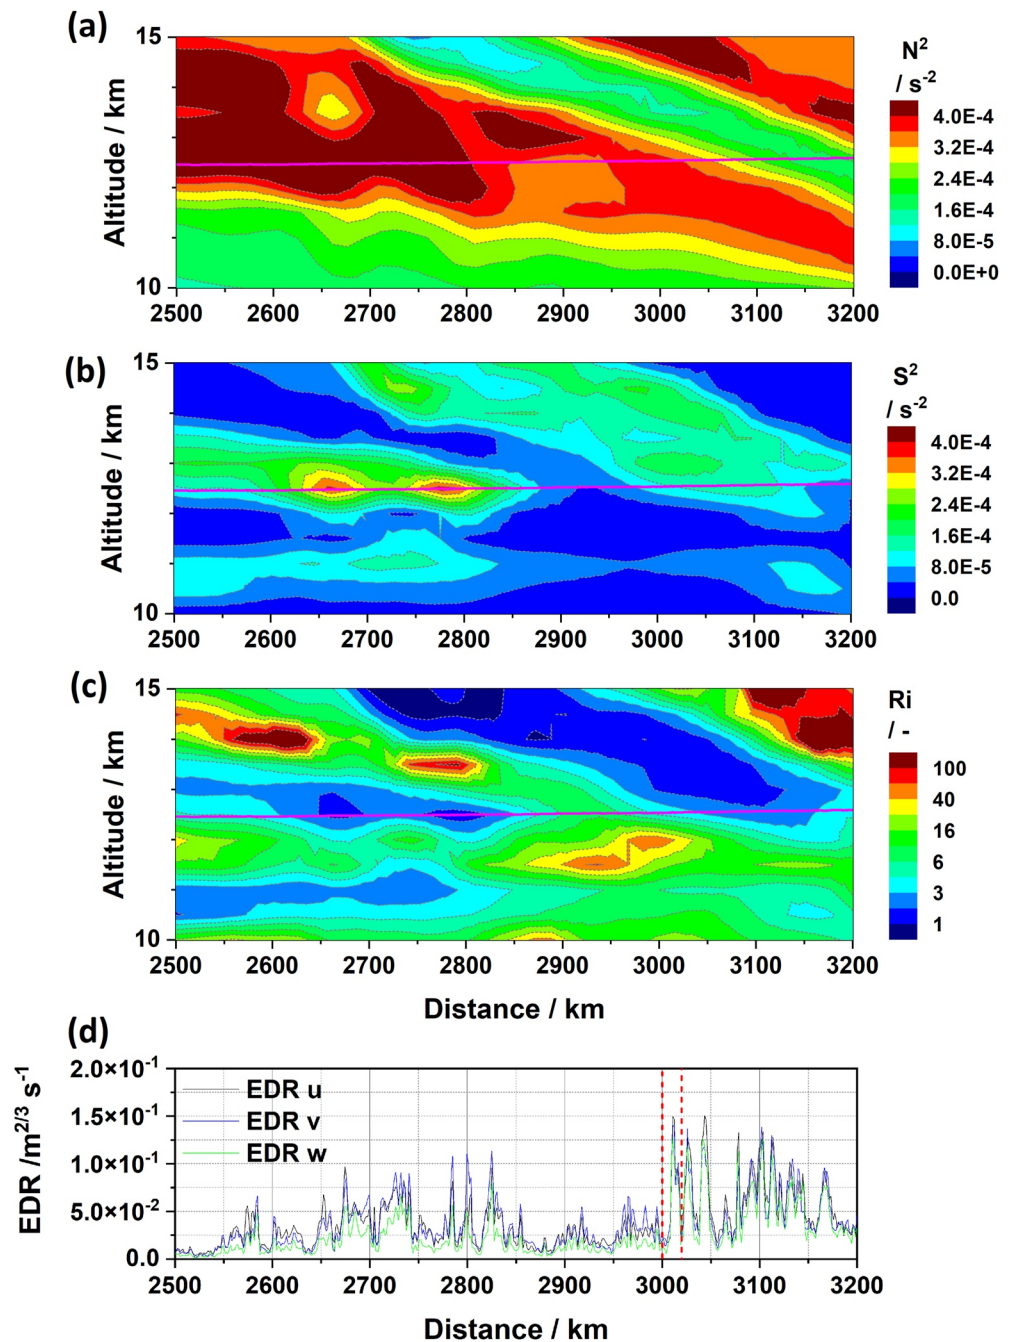 (a)
15
10
Altitude / km
2500 2600 2700 2800 2900 3000 3100 3200
N²
/ s⁻²
4.0E-4
3.2E-4
2.4E-4
1.6E-4
8.0E-5
0.0E+0
(b)
15
10
Altitude / km
2500 2600 2700 2800 2900 3000 3100 3200
S²
/ s⁻²
4.0E-4
3.2E-4
2.4E-4
1.6E-4
8.0E-5
0.0
(c)
15
10
Altitude / km
2500 2600 2700 2800 2900 3000 3100 3200
Distance / km
Ri
/ -
100
40
16
6
3
1
(d)
EDR /m²/³ s⁻¹
2.0×10⁻¹
1.5×10⁻¹
1.0×10⁻¹
5.0×10⁻²
0.0
EDR u
EDR v
EDR w
2500 2600 2700 2800 2900 3000 3100 3200
Distance / km